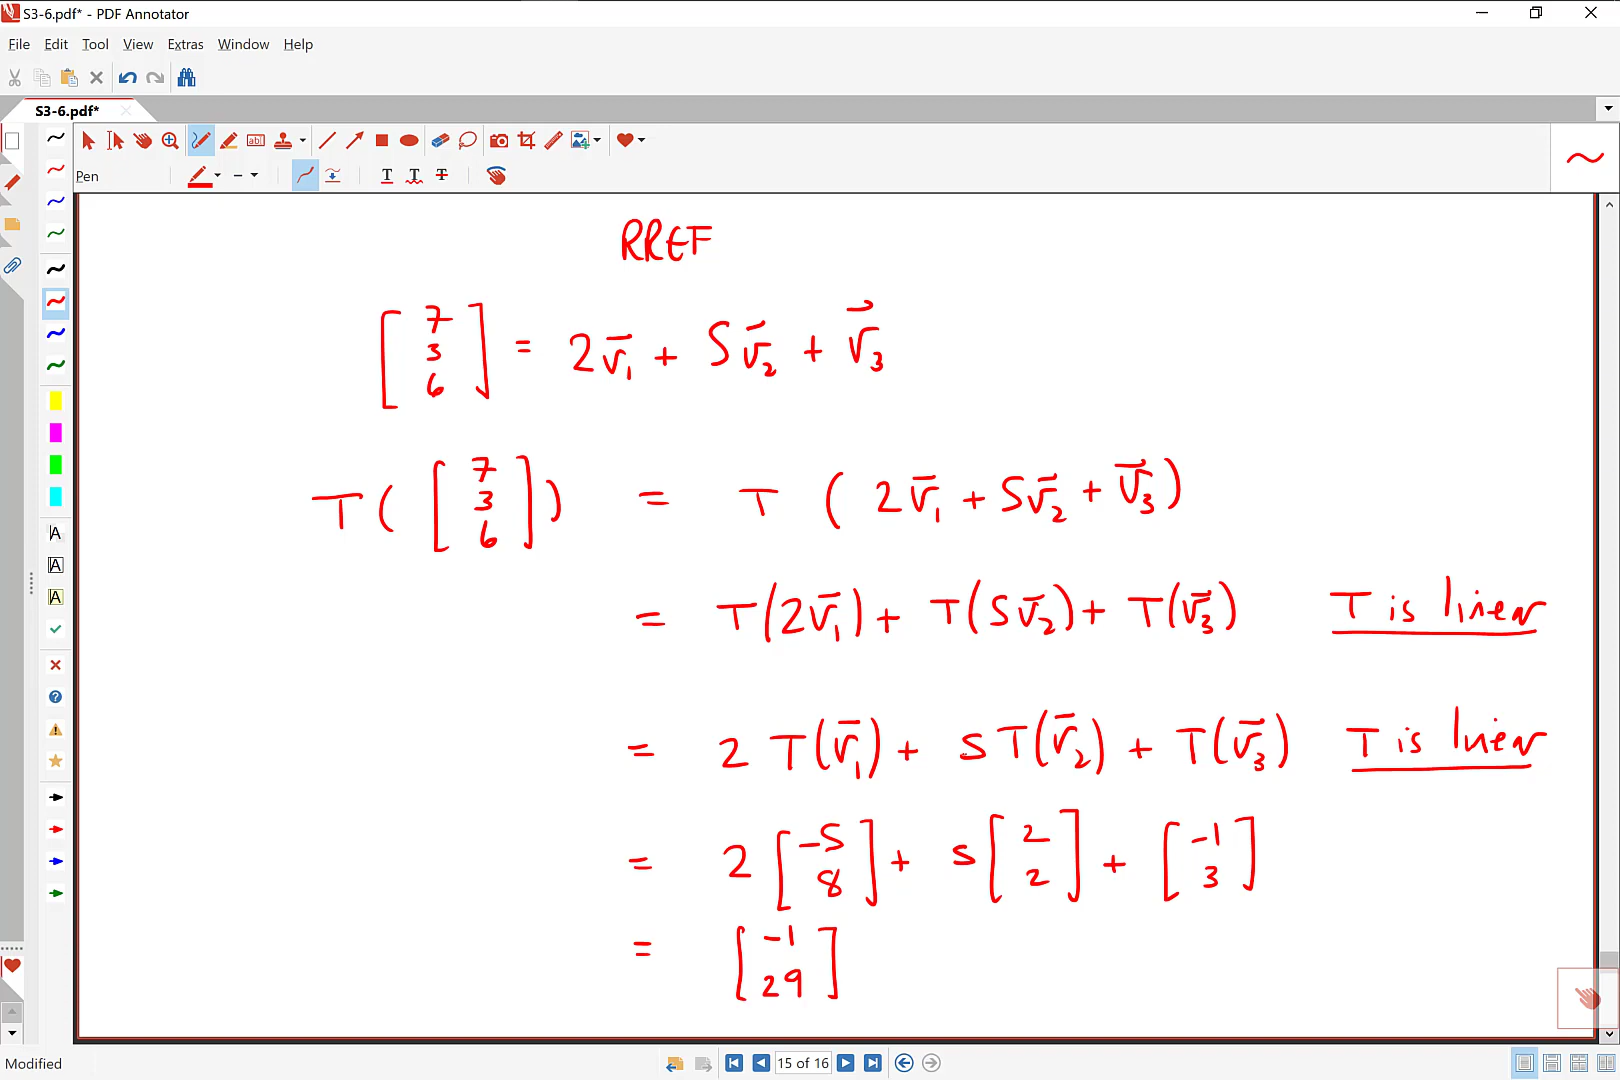 S3-6.pdf* - PDF Annotator
File Edit Tool View Extras Window Help
S3-6.pdf*
Pen
RREF
[7 3 6] = 2v̄₁ + 5v̄₂ + v⃗₃
T([7 3 6]) = T(2v̄₁ + 5v̄₂ + v̄₃)
= T(2v̄₁) + T(5v̄₂) + T(v̄₃) T is linear
= 2T(v̄₁) + 5T(v̄₂) + T(v̄₃) T is linear
= 2[-5 8] + 5[2 2] + [-1 3]
= [-1 29]
Modified
15 of 16